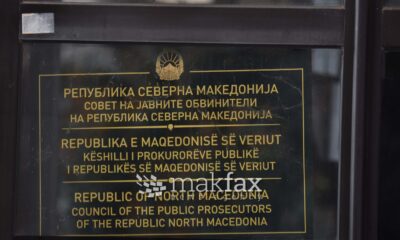 РЕПУБЛИКА СЕВЕРНА МАКЕДОНИЈА
СОВЕТ НА ЈАВНИТЕ ОБВИНИТЕЛИ
НА РЕПУБЛИКА СЕВЕРНА МАКЕДОНИЈА
REPUBLIKA E MAQEDONISË SË VERIUT
KËSHILLI I PROKURORËVE PUBLIKË
I REPUBLIKËS SË MAQEDONISË SË VERIUT
makfax
REPUBLIC OF NORTH MACEDONIA
COUNCIL OF THE PUBLIC PROSECUTORS
OF THE REPUBLIC NORTH MACEDONIA